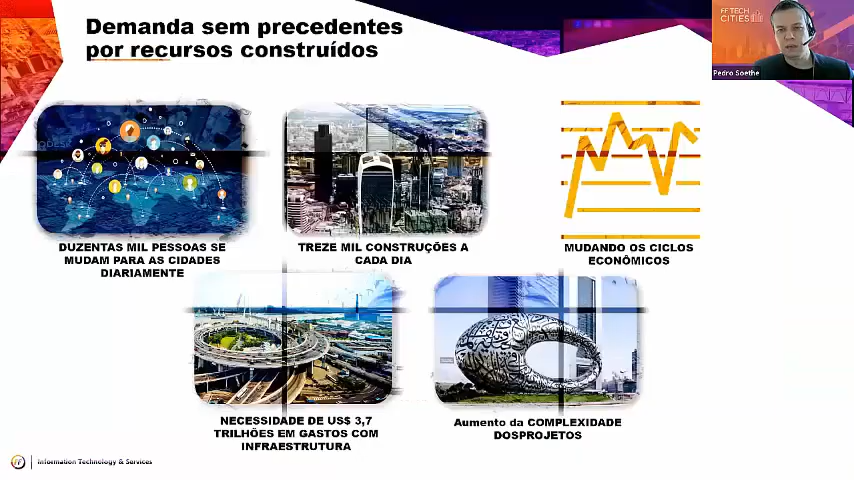 Demanda sem precedentes
por recursos construídos
FF TECH
CITIES
Pedro Soethe
DUZENTAS MIL PESSOAS SE
MUDAM PARA AS CIDADES
DIARIAMENTE
TREZE MIL CONSTRUÇÕES A
CADA DIA
MUDANDO OS CICLOS
ECONÔMICOS
NECESSIDADE DE US$ 3,7
TRILHÕES EM GASTOS COM
INFRAESTRUTURA
Aumento da COMPLEXIDADE
DOSPROJETOS
FF
Information Technology & Services